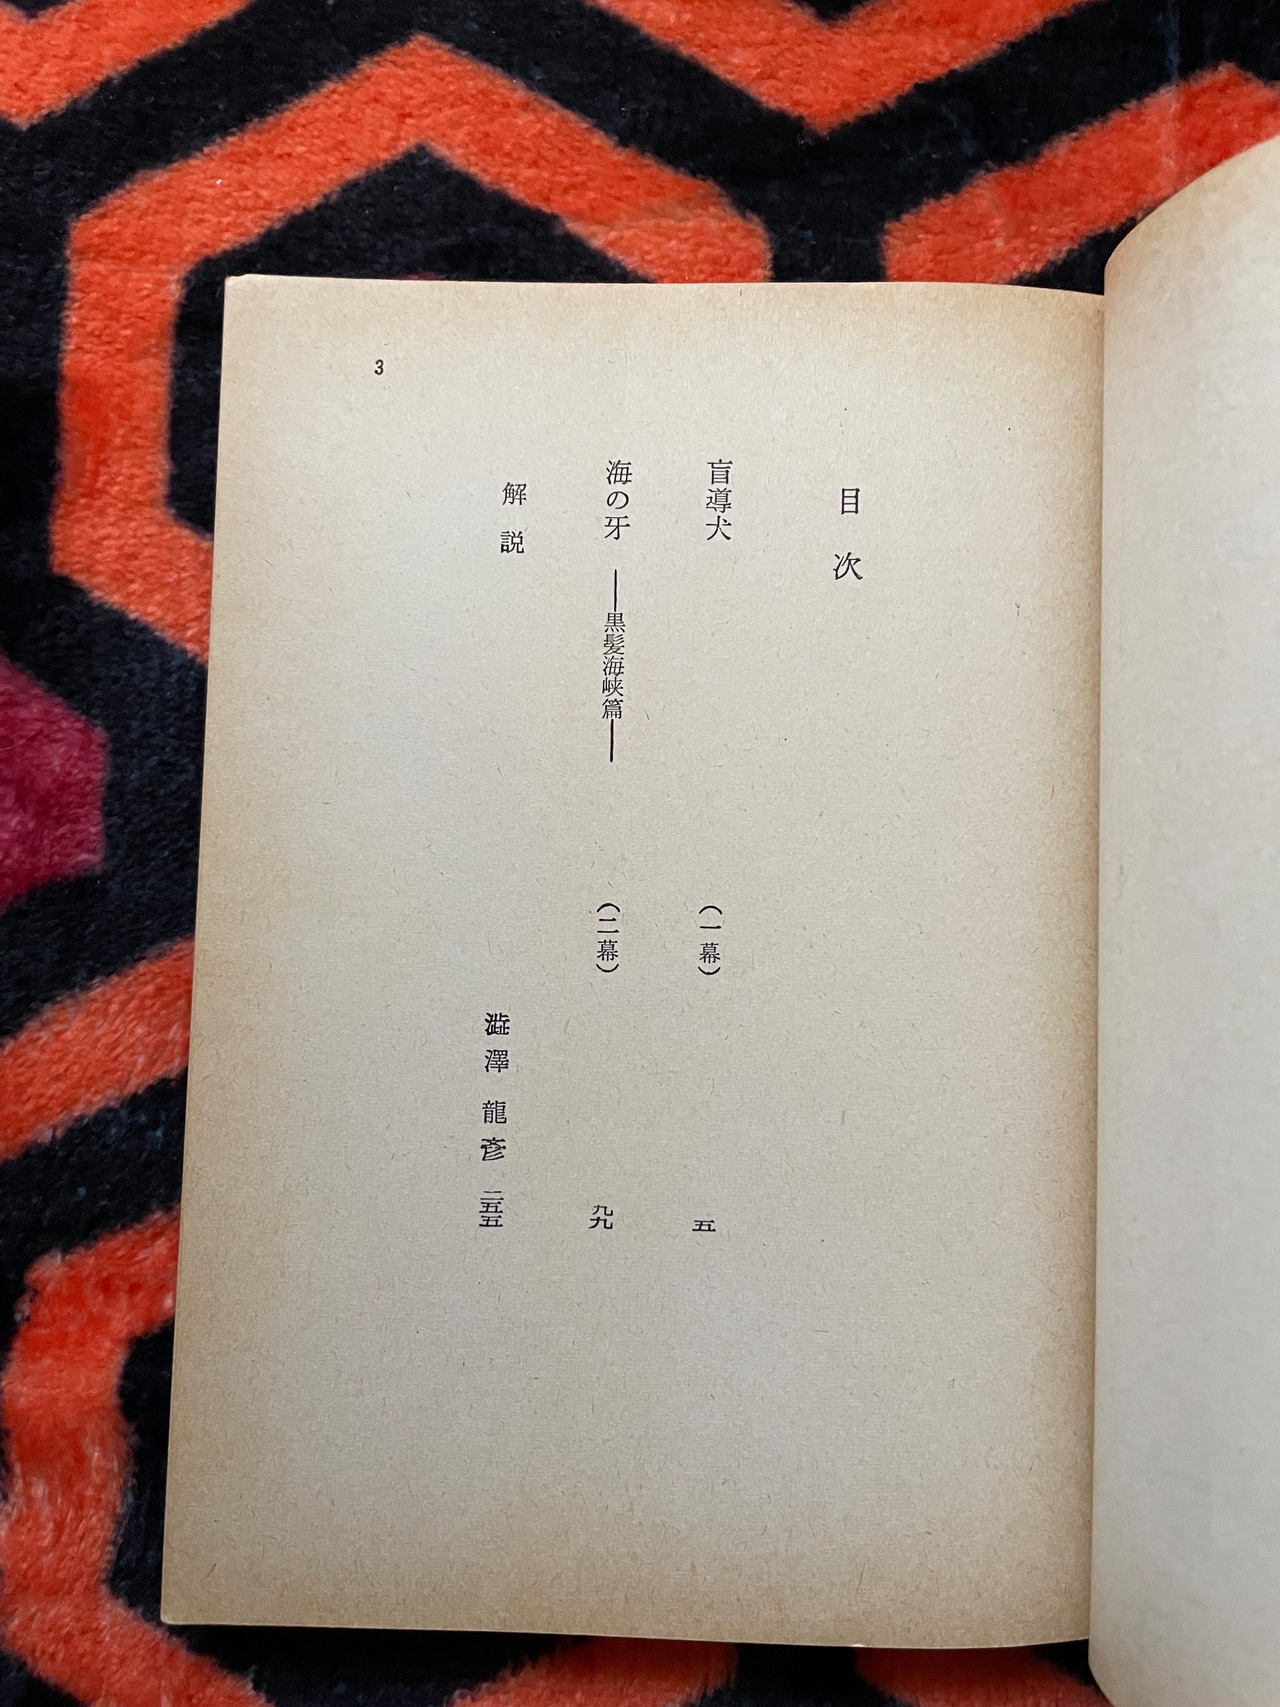 3
目次
盲導犬 (一幕) 五
海の牙 ―黒髪海峡篇― (二幕) 九九
解説 澁澤龍彥 二五五